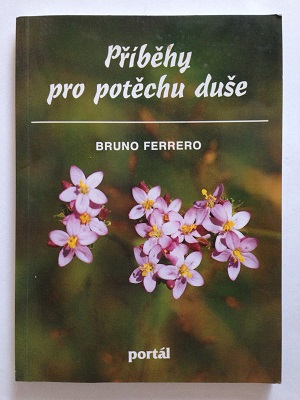 Příběhy
pro potěchu duše
BRUNO FERRERO
portál